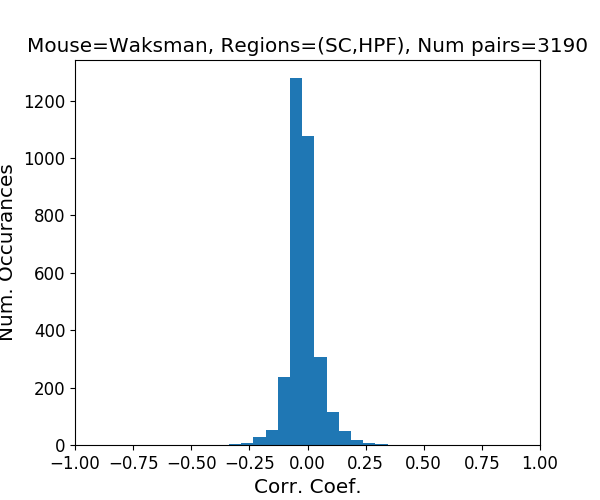 Mouse=Waksman, Regions=(SC,HPF), Num pairs=3190
Num. Occurances
1200
1000
800
600
400
200
0
−1.00 −0.75 −0.50 −0.25 0.00 0.25 0.50 0.75 1.00
Corr. Coef.